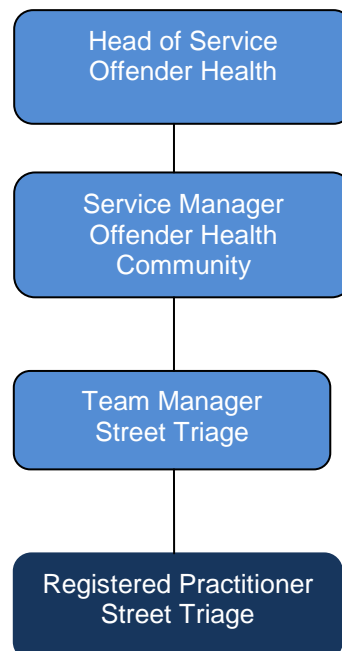 Head of Service
Offender Health
Service Manager
Offender Health
Community
Team Manager
Street Triage
Registered Practitioner
Street Triage